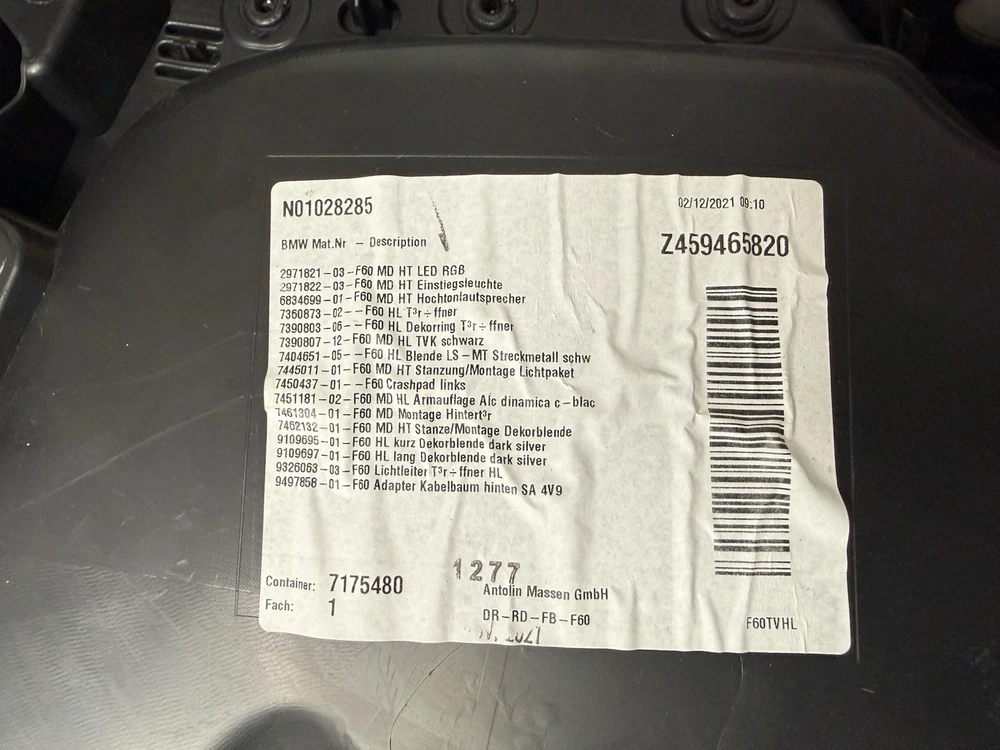 N01028285
02/12/2021 09:10
BMW Mat.Nr – Description
Z459465820
2971821-03-F60 MD HT LED RGB
2971822-03-F60 MD HT Einstiegsleuchte
6834699-01-F60 MD HT Hochtonlautsprecher
7360873-02--F60 HL T³r÷ffner
7390803-06--F60 HL Dekorring T³r÷ffner
7390807-12-F60 MD HL TVK schwarz
7404651-05--F60 HL Blende LS-MT Streckmetall schw
7445011-01-F60 MD HT Stanzung/Montage Lichtpaket
7450437-01--F60 Crashpad links
7451181-02-F60 MD HL Armauflage Alc dinamica c-blac
7461304-01-F60 MD Montage Hintert³r
7462132-01-F60 MD HT Stanze/Montage Dekorblende
9109695-01-F60 HL kurz Dekorblende dark silver
9109697-01-F60 HL lang Dekorblende dark silver
9326063-03-F60 Lichtleiter T³r÷ffner HL
9497858-01-F60 Adapter Kabelbaum hinten SA 4V9
1277
Container: 7175480
Antolin Massen GmbH
Fach: 1
DR-RD-FB-F60
F60TVHL